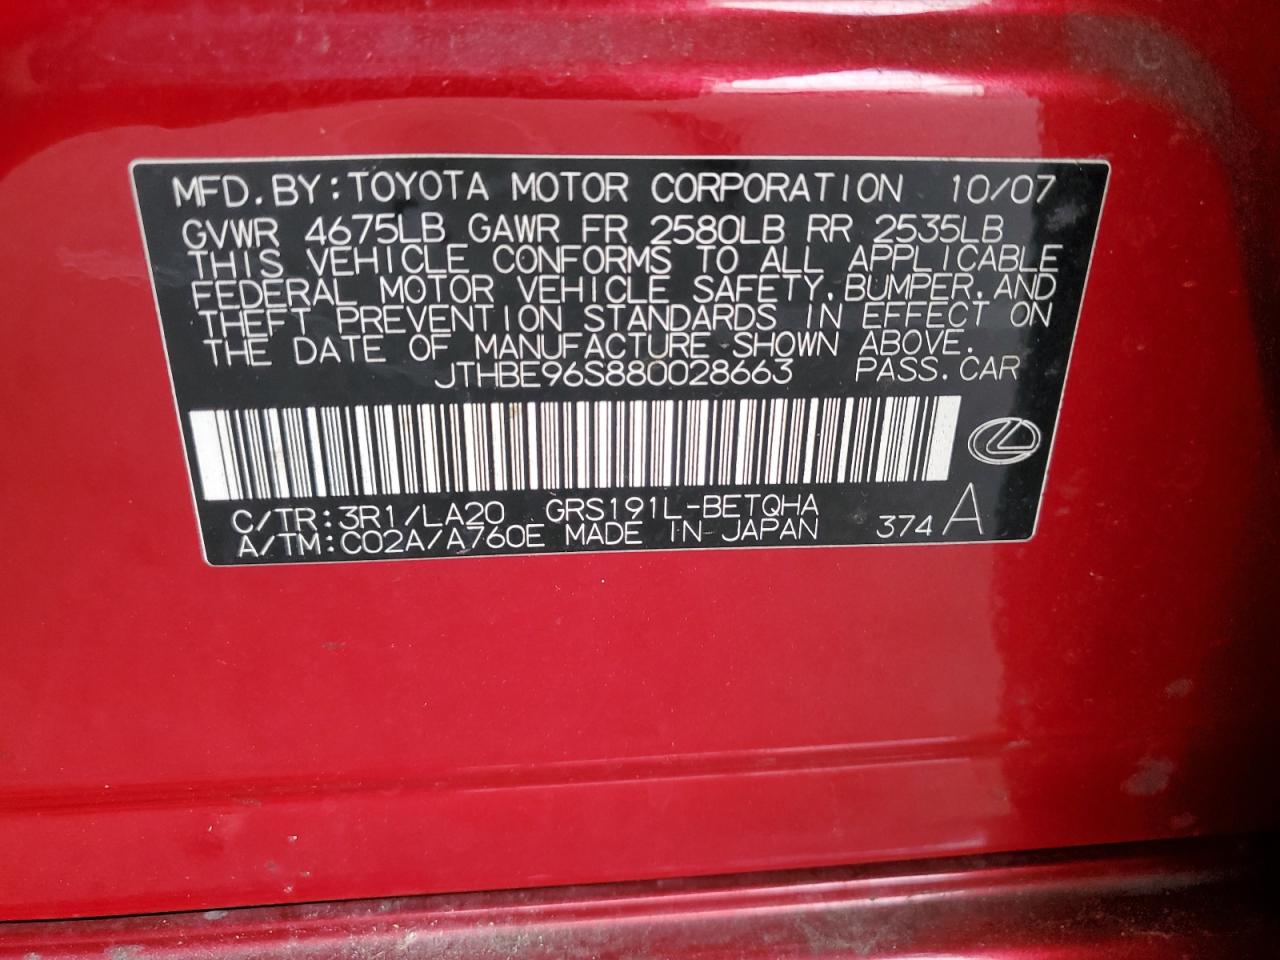 MFD. BY: TOYOTA MOTOR CORPORATION 10/07
GVWR 4675LB GAWR FR 2580LB RR 2535LB
THIS VEHICLE CONFORMS TO ALL APPLICABLE
FEDERAL MOTOR VEHICLE SAFETY, BUMPER, AND
THEFT PREVENTION STANDARDS IN EFFECT ON
THE DATE OF MANUFACTURE SHOWN ABOVE.
JTHBE96S880028663 PASS. CAR
C/TR: 3R1/LA20 GRS191L-BETQHA
A/TM: C02A/A760E MADE IN JAPAN 374 A